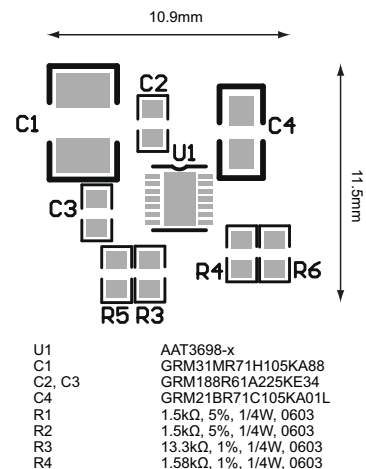 10.9mm
C2
C1
C4
U1
11.5mm
C3
R4
R6
R5
R3
U1 AAT3698-x
C1 GRM31MR71H105KA88
C2, C3 GRM188R61A225KE34
C4 GRM21BR71C105KA01L
R1 1.5kΩ, 5%, 1/4W, 0603
R2 1.5kΩ, 5%, 1/4W, 0603
R3 13.3kΩ, 1%, 1/4W, 0603
R4 1.58kΩ, 1%, 1/4W, 0603